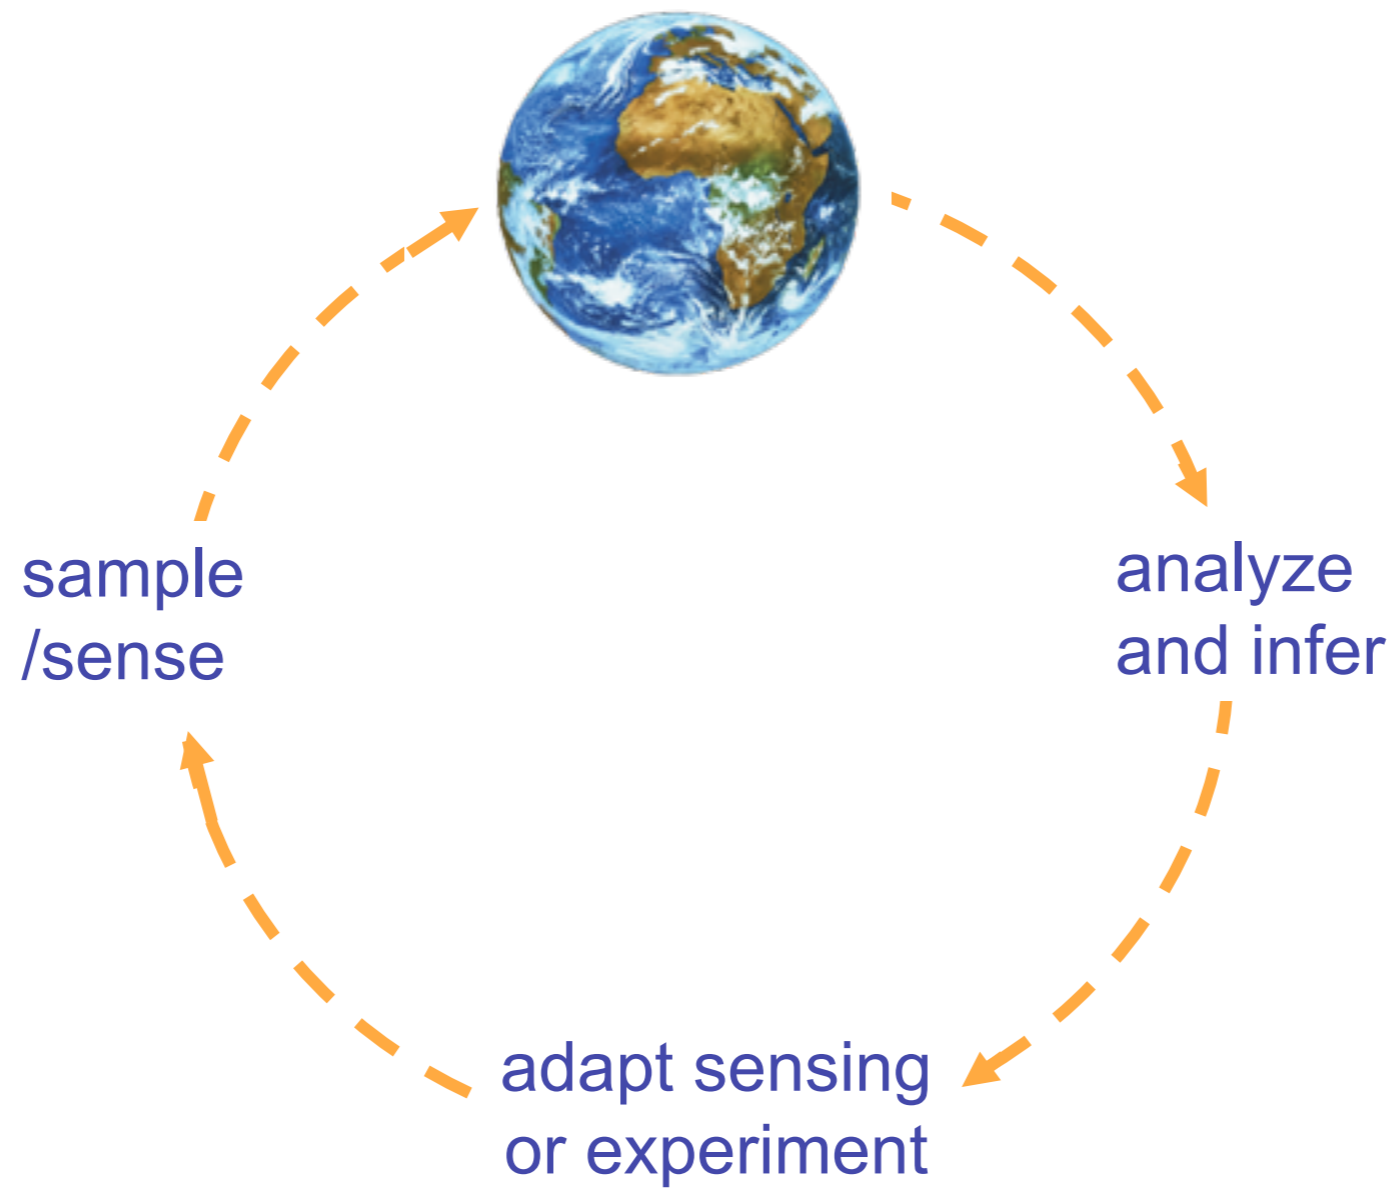 sample
/sense
analyze
and infer
adapt sensing
or experiment